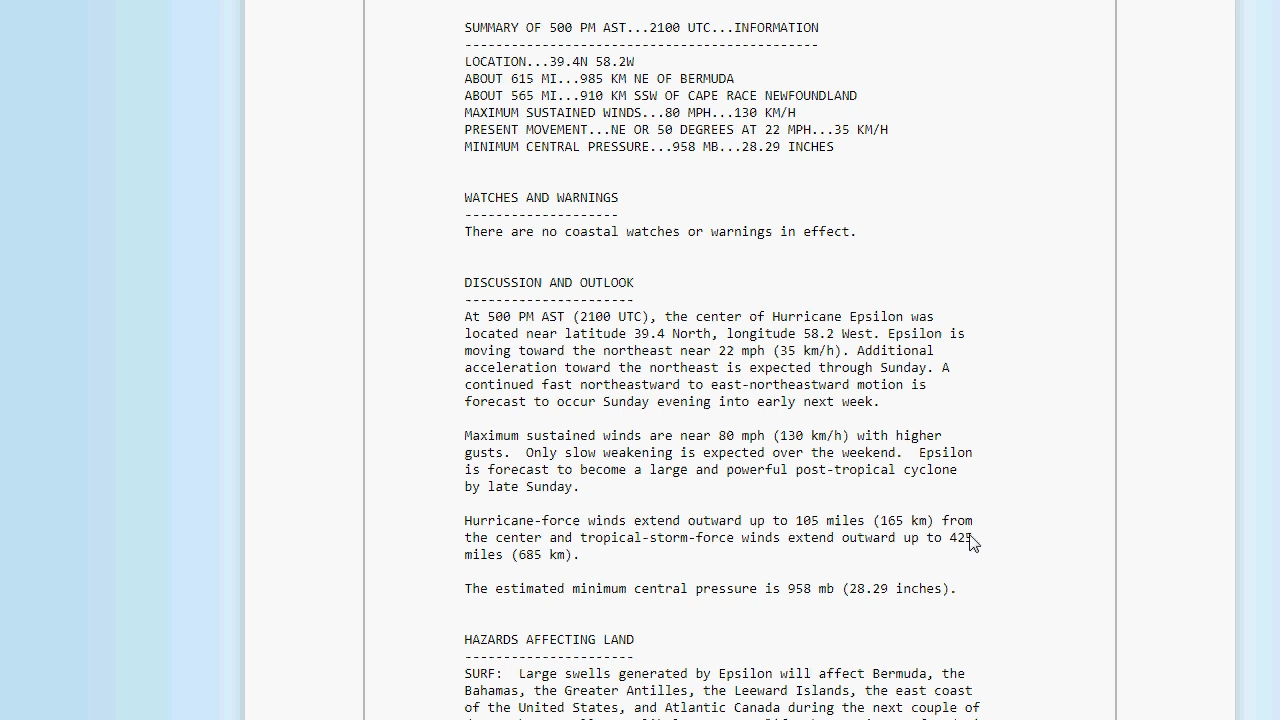 SUMMARY OF 500 PM AST...2100 UTC...INFORMATION
----------------------------------------------
LOCATION...39.4N 58.2W
ABOUT 615 MI...985 KM NE OF BERMUDA
ABOUT 565 MI...910 KM SSW OF CAPE RACE NEWFOUNDLAND
MAXIMUM SUSTAINED WINDS...80 MPH...130 KM/H
PRESENT MOVEMENT...NE OR 50 DEGREES AT 22 MPH...35 KM/H
MINIMUM CENTRAL PRESSURE...958 MB...28.29 INCHES
WATCHES AND WARNINGS
--------------------
There are no coastal watches or warnings in effect.
DISCUSSION AND OUTLOOK
----------------------
At 500 PM AST (2100 UTC), the center of Hurricane Epsilon was
located near latitude 39.4 North, longitude 58.2 West. Epsilon is
moving toward the northeast near 22 mph (35 km/h). Additional
acceleration toward the northeast is expected through Sunday. A
continued fast northeastward to east-northeastward motion is
forecast to occur Sunday evening into early next week.
Maximum sustained winds are near 80 mph (130 km/h) with higher
gusts.  Only slow weakening is expected over the weekend.  Epsilon
is forecast to become a large and powerful post-tropical cyclone
by late Sunday.
Hurricane-force winds extend outward up to 105 miles (165 km) from
the center and tropical-storm-force winds extend outward up to 425
miles (685 km).
The estimated minimum central pressure is 958 mb (28.29 inches).
HAZARDS AFFECTING LAND
----------------------
SURF:  Large swells generated by Epsilon will affect Bermuda, the
Bahamas, the Greater Antilles, the Leeward Islands, the east coast
of the United States, and Atlantic Canada during the next couple of